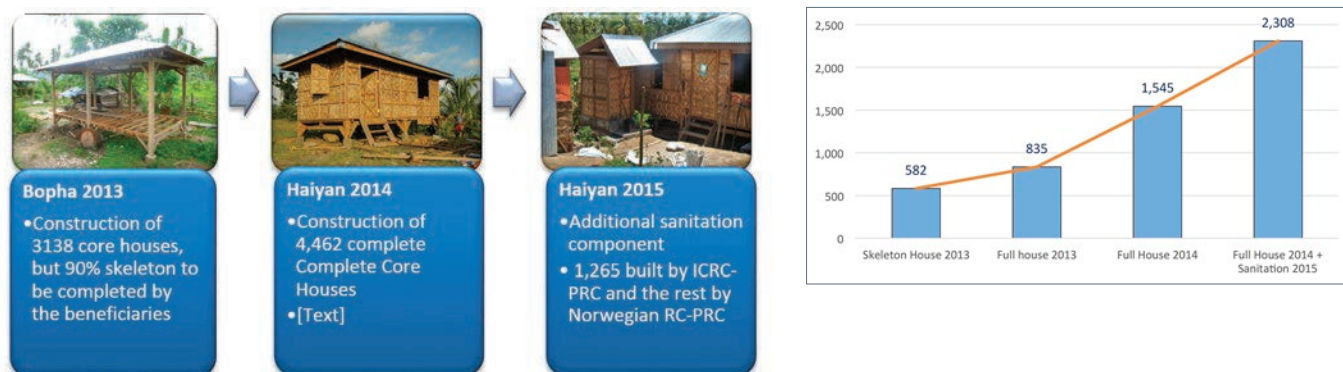 Bopha 2013
•Construction of
3138 core houses,
but 90% skeleton to
be completed by
the beneficiaries
Haiyan 2014
•Construction of
4,462 complete
Complete Core
Houses
•[Text]
Haiyan 2015
•Additional sanitation
component
• 1,265 built by ICRC-
PRC and the rest by
Norwegian RC-PRC
2,500
2,000
1,500
1,000
500
0
582
835
1,545
2,308
Skeleton House 2013
Full house 2013
Full House 2014
Full House 2014 +
Sanitation 2015